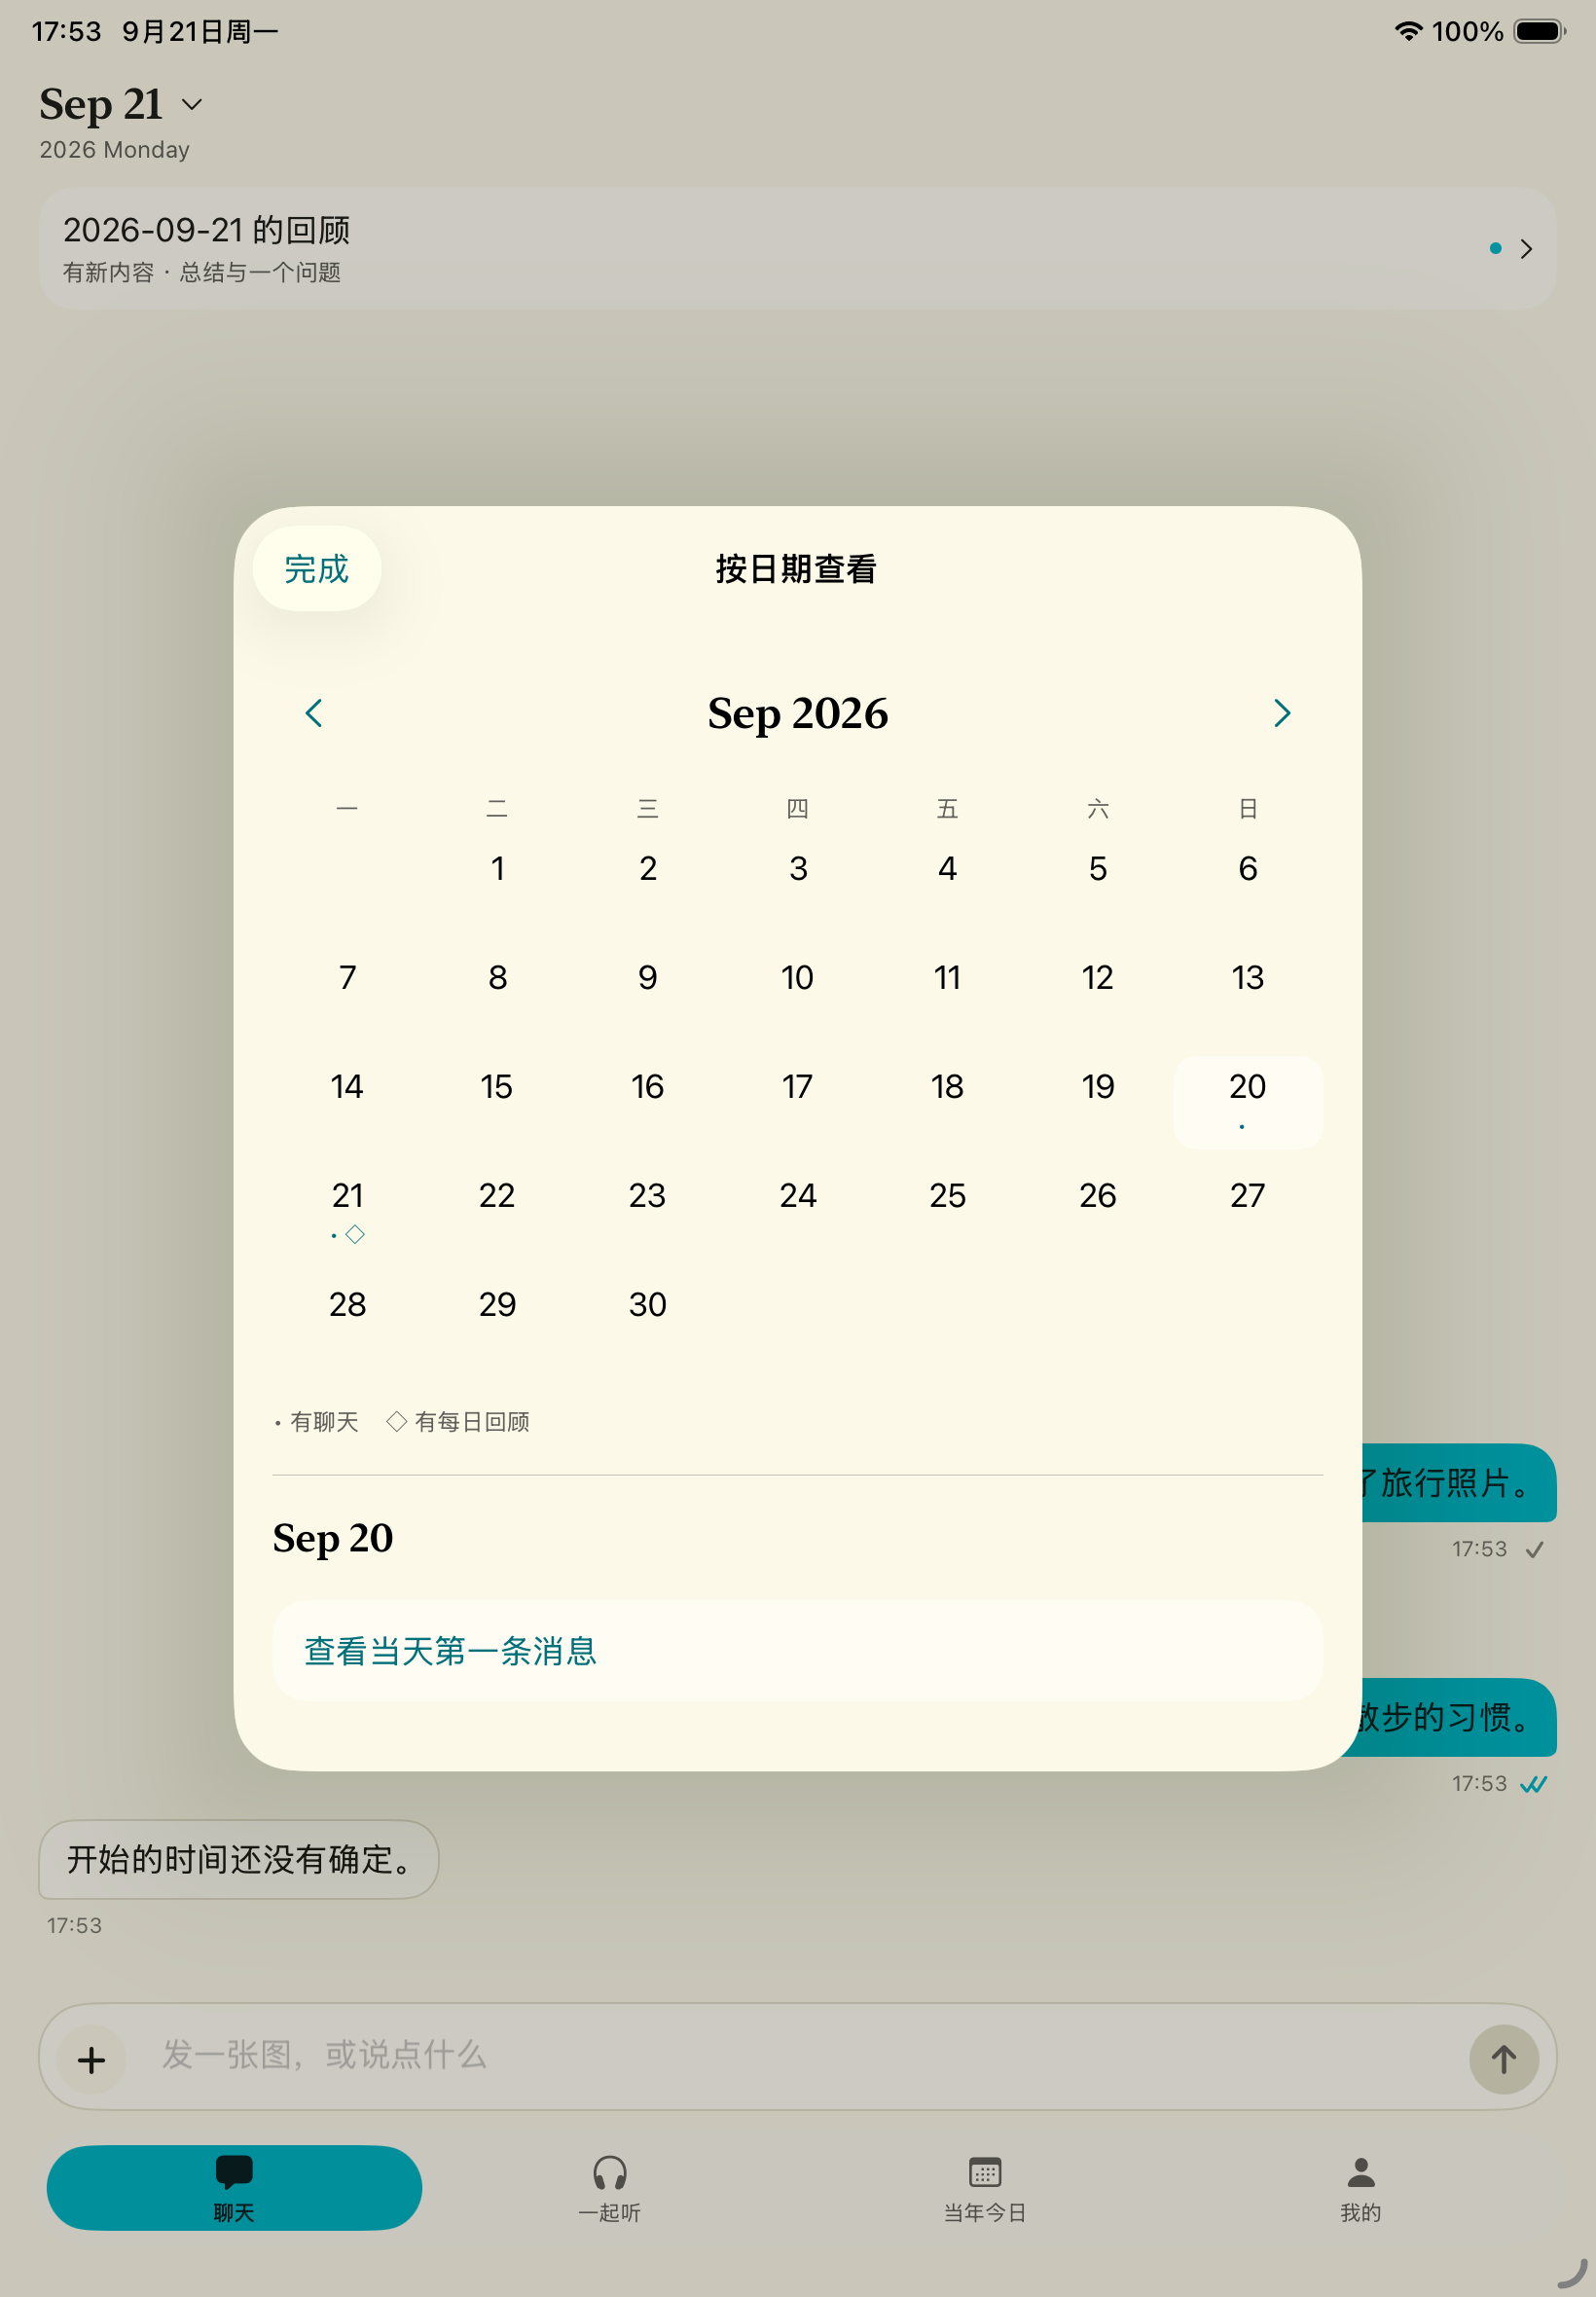 17:53 9月21日周一 100%
Sep 21
2026 Monday
2026-09-21 的回顾
有新内容 · 总结与一个问题
完成 按日期查看
Sep 2026
一 二 三 四 五 六 日
1 2 3 4 5 6
7 8 9 10 11 12 13
14 15 16 17 18 19 20
21 22 23 24 25 26 27
28 29 30
· 有聊天 ◇ 有每日回顾
了旅行照片。
17:53
Sep 20
查看当天第一条消息
散步的习惯。
17:53
开始的时间还没有确定。
17:53
发一张图，或说点什么
聊天 一起听 当年今日 我的